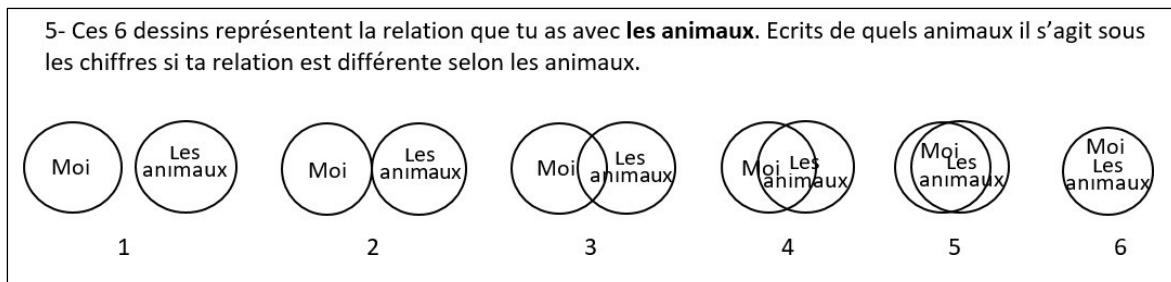 5- Ces 6 dessins représentent la relation que tu as avec les animaux. Ecrits de quels animaux il s’agit sous
les chiffres si ta relation est différente selon les animaux.
Moi
Les
animaux
Moi
Les
animaux
Moi
Les
animaux
Moi
Les
animaux
Moi
Les
animaux
Moi
Les
animaux
1 2 3 4 5 6